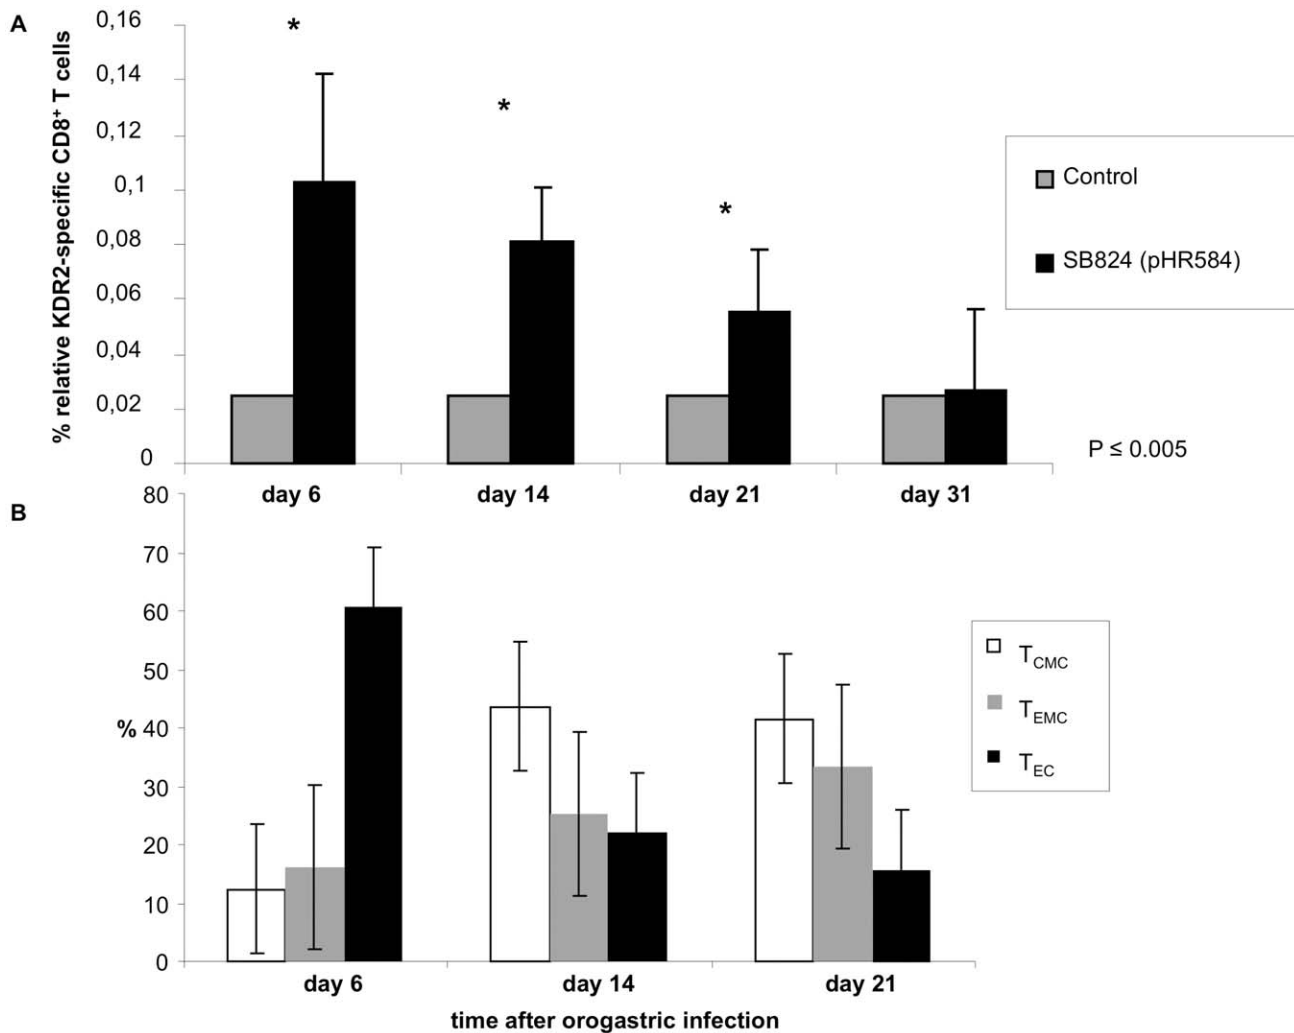 A
% relative KDR2-specific CD8⁺ T cells
0,16
0,14
0,12
0,1
0,08
0,06
0,04
0,02
0
*
*
*
Control
SB824 (pHR584)
P ≤ 0.005
day 6
day 14
day 21
day 31
B
%
80
70
60
50
40
30
20
10
0
T_CMC
T_EMC
T_EC
day 6
day 14
day 21
time after orogastric infection